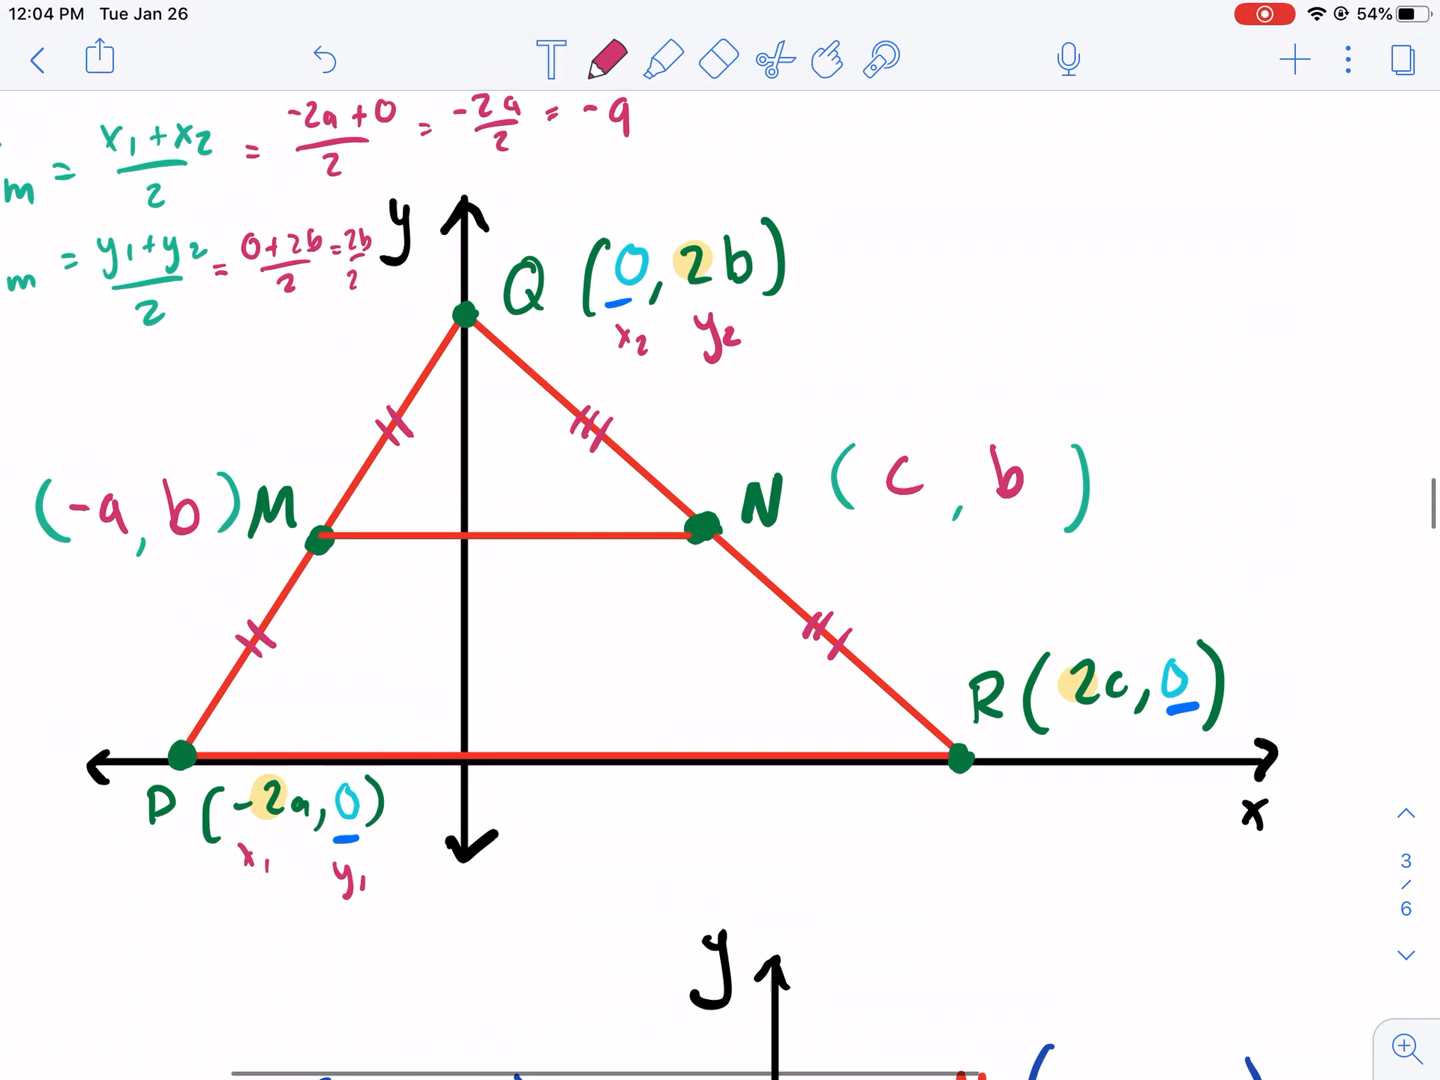 12:04 PM Tue Jan 26 54%
m = x₁ + x₂ / 2 = -2a + 0 / 2 = -2a / 2 = -a
m = y₁ + y₂ / 2 = 0 + 2b / 2 = 2b / 2
y
Q (0, 2b)
x₂ y₂
(-a, b) M
N (c, b)
R (2c, 0)
P (-2a, 0)
x₁ y₁
x
3 / 6
y